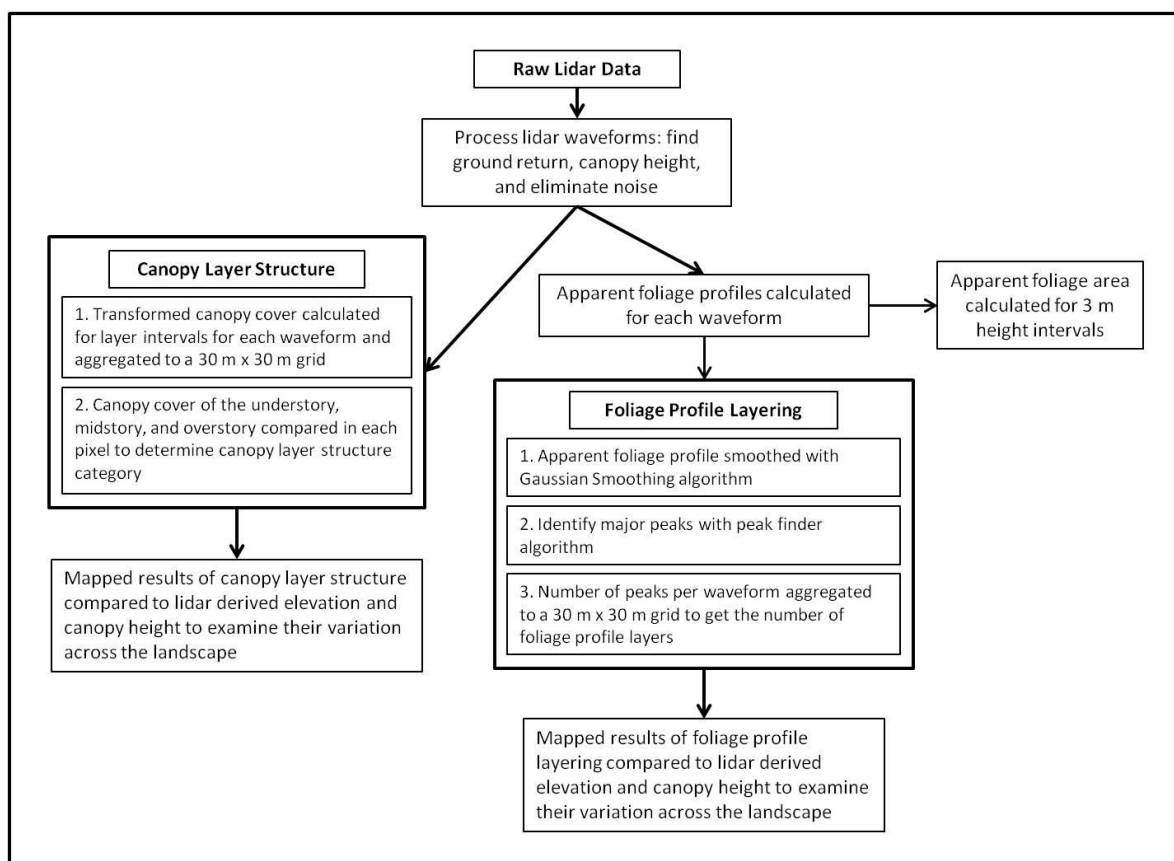 Raw Lidar Data
Process lidar waveforms: find
ground return, canopy height,
and eliminate noise
Canopy Layer Structure
1. Transformed canopy cover calculated
for layer intervals for each waveform and
aggregated to a 30 m x 30 m grid
2. Canopy cover of the understory,
midstory, and overstory compared in each
pixel to determine canopy layer structure
category
Mapped results of canopy layer structure
compared to lidar derived elevation and
canopy height to examine their variation
across the landscape
Apparent foliage profiles calculated
for each waveform
Apparent foliage area
calculated for 3 m
height intervals
Foliage Profile Layering
1. Apparent foliage profile smoothed with
Gaussian Smoothing algorithm
2. Identify major peaks with peak finder
algorithm
3. Number of peaks per waveform aggregated
to a 30 m x 30 m grid to get the number of
foliage profile layers
Mapped results of foliage profile
layering compared to lidar derived
elevation and canopy height to examine
their variation across the landscape